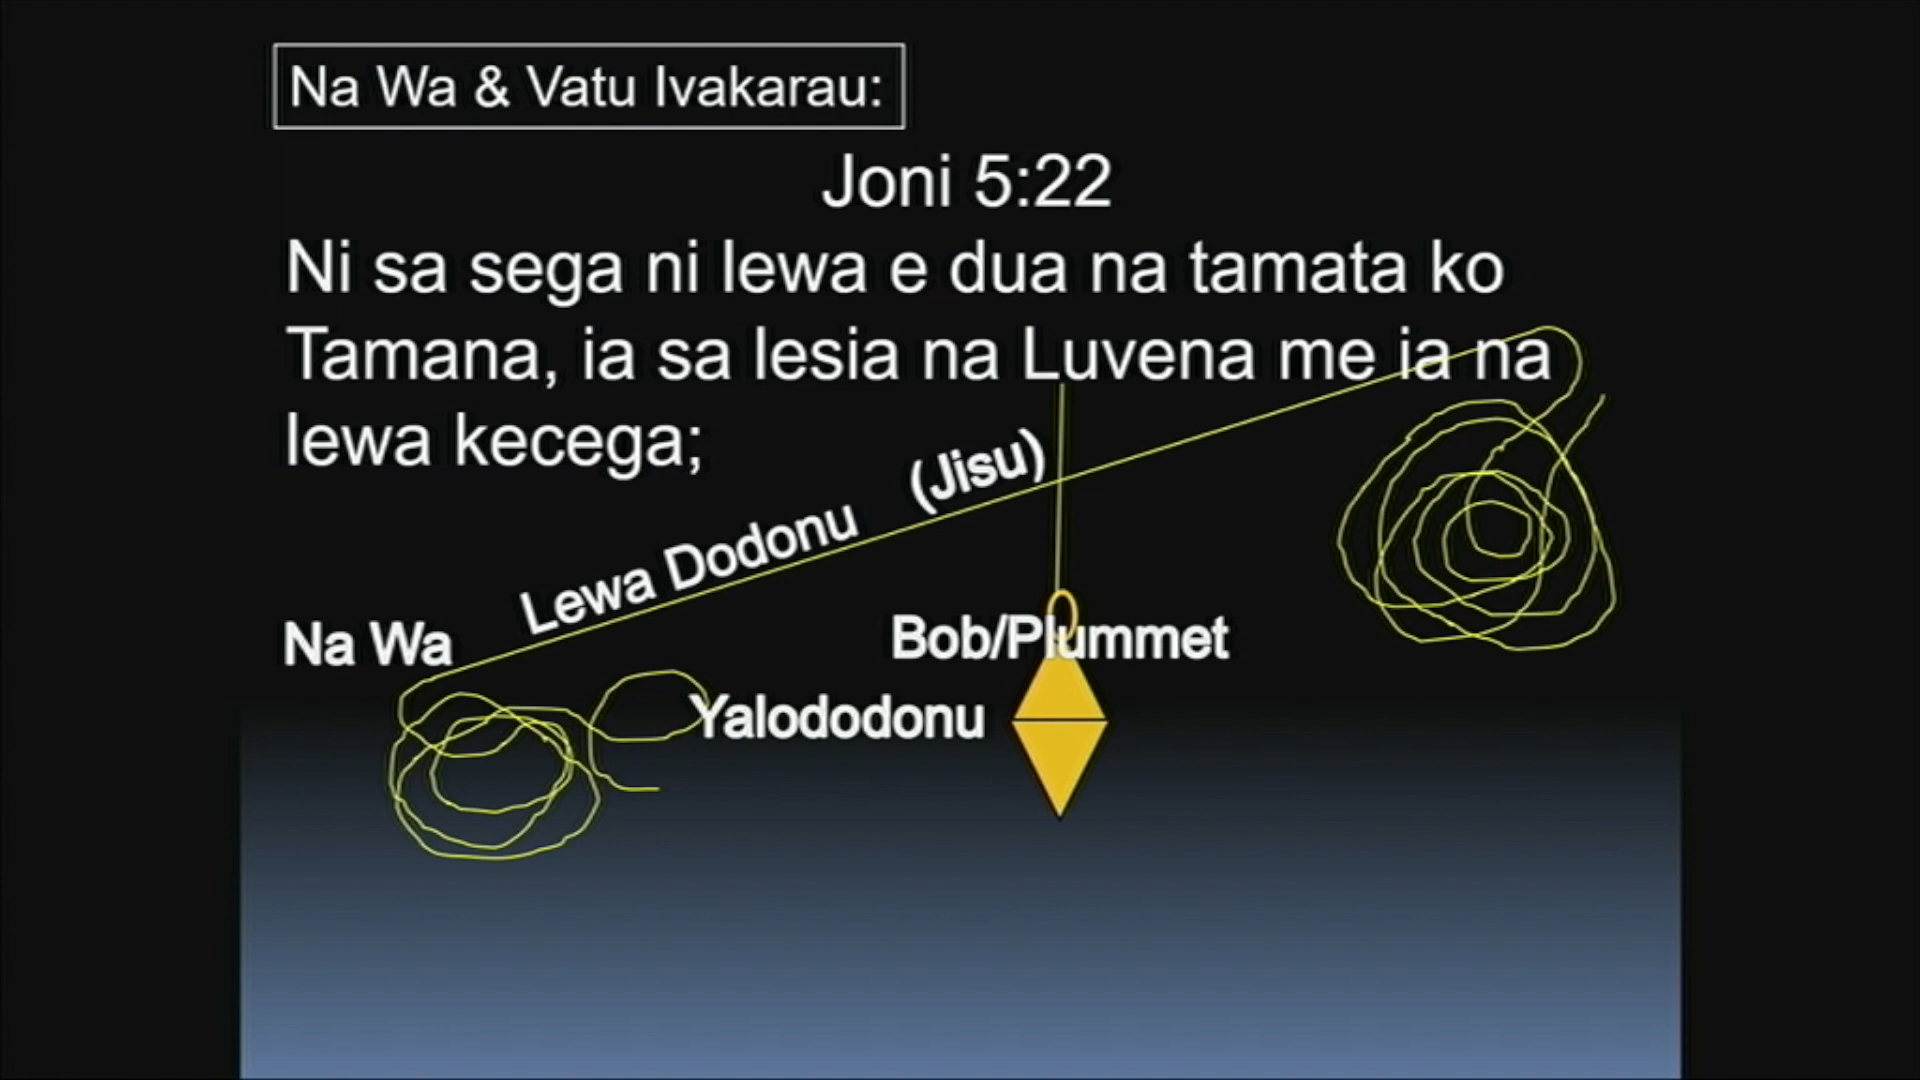 Na Wa & Vatu Ivakarau:
Joni 5:22
Ni sa sega ni lewa e dua na tamata ko
Tamana, ia sa lesia na Luvena me ia na
lewa kecega;
Lewa Dodonu (Jisu)
Na Wa
Bob/Plummet
Yalododonu